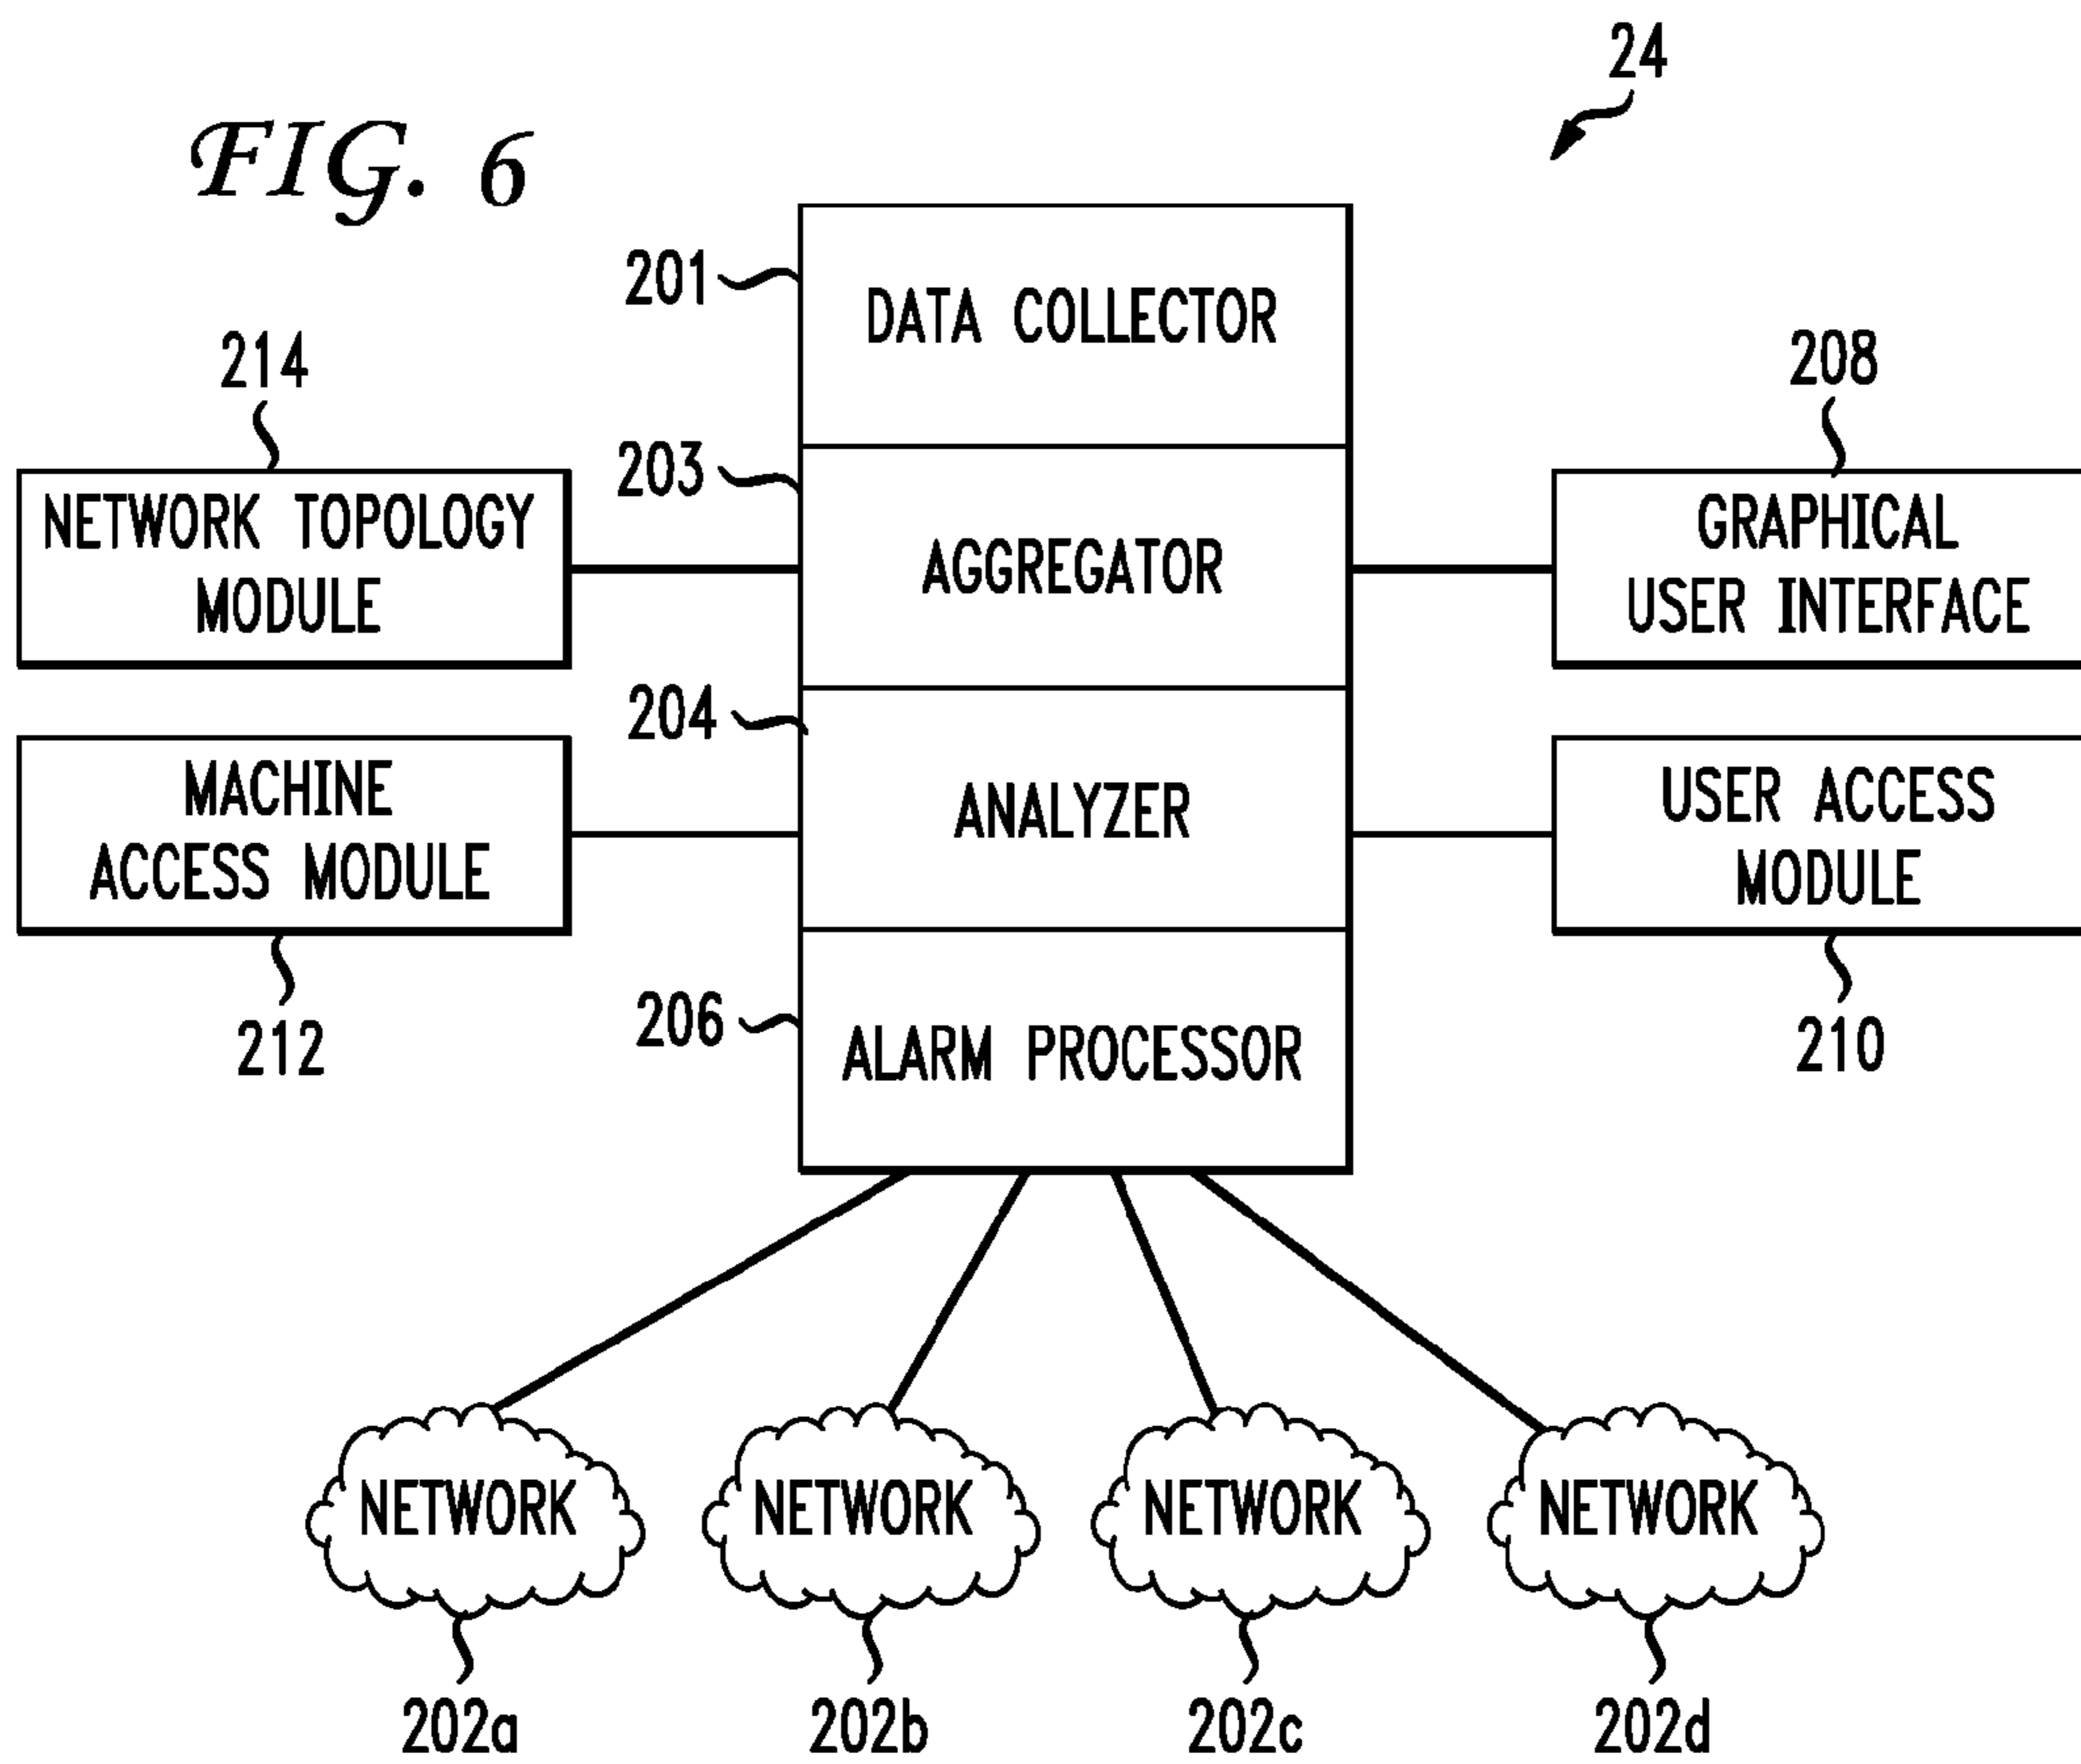 24
FIG. 6
201
DATA COLLECTOR
214
208
203
NETWORK TOPOLOGY
MODULE
AGGREGATOR
GRAPHICAL
USER INTERFACE
204
MACHINE
ACCESS MODULE
ANALYZER
USER ACCESS
MODULE
206
212
ALARM PROCESSOR
210
NETWORK
NETWORK
NETWORK
NETWORK
202a
202b
202c
202d